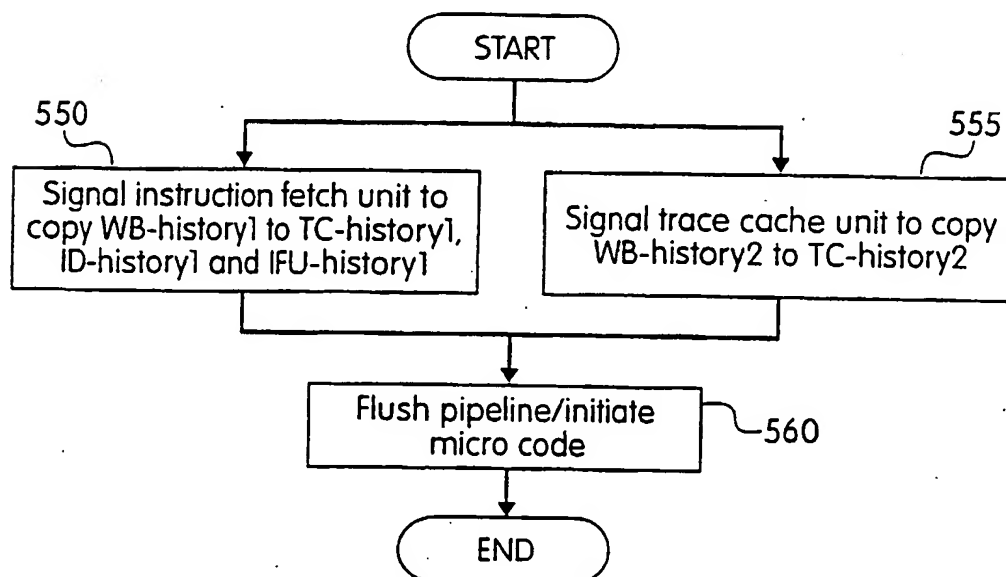 START
550
Signal instruction fetch unit to
copy WB-history1 to TC-history1,
ID-history1 and IFU-history1
555
Signal trace cache unit to copy
WB-history2 to TC-history2
Flush pipeline/initiate
micro code
560
END